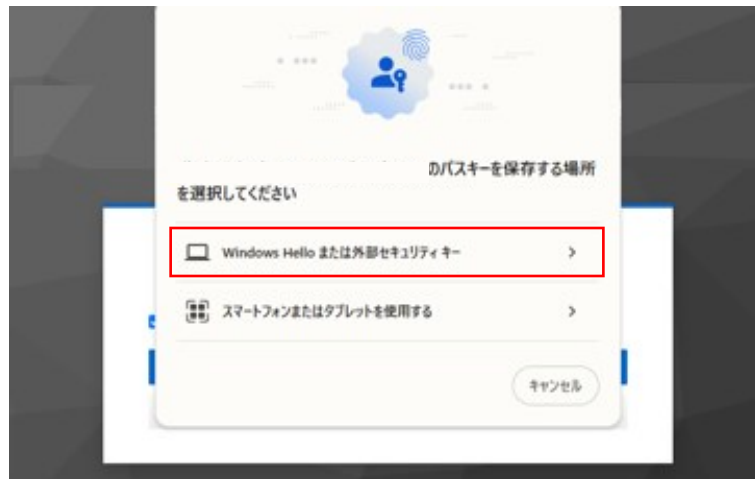 のパスキーを保存する場所
を選択してください
Windows Hello または外部セキュリティ キー
スマートフォンまたはタブレットを使用する
キャンセル